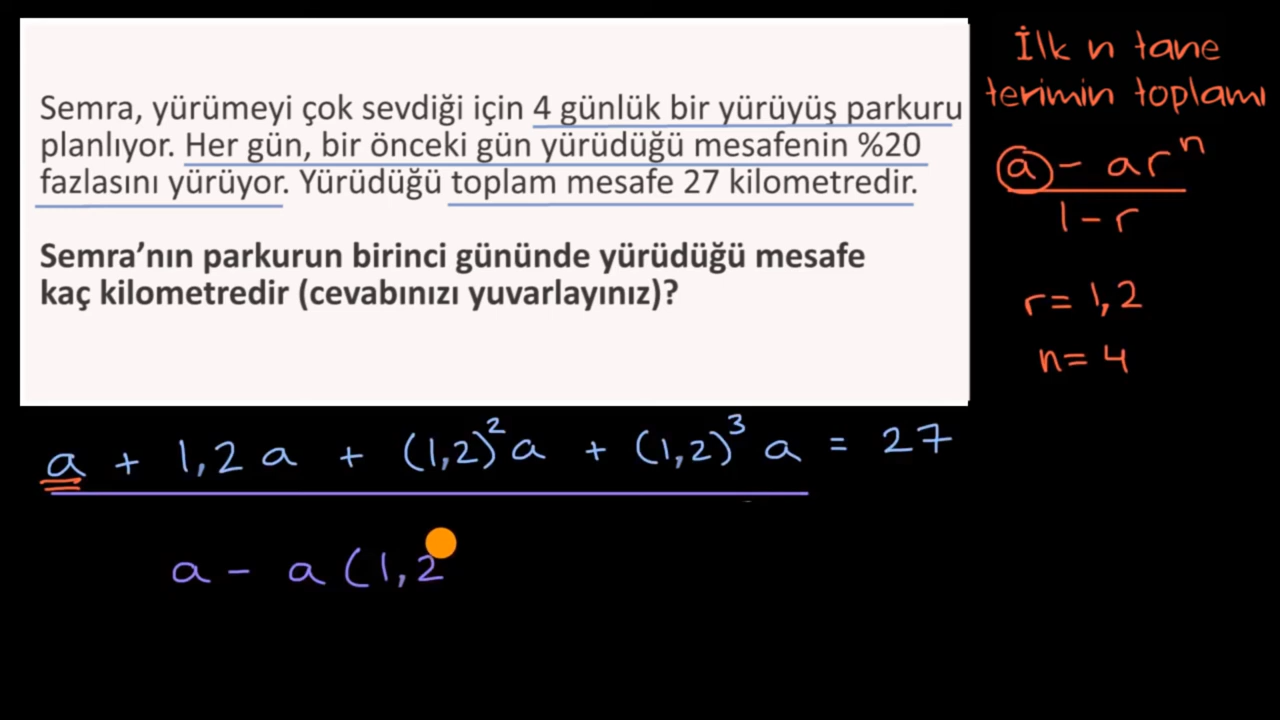 Semra, yürümeyi çok sevdiği için 4 günlük bir yürüyüş parkuru
planlıyor. Her gün, bir önceki gün yürüdüğü mesafenin %20
fazlasını yürüyor. Yürüdüğü toplam mesafe 27 kilometredir.
Semra’nın parkurun birinci gününde yürüdüğü mesafe
kaç kilometredir (cevabınızı yuvarlayınız)?
İlk n tane
terimin toplamı
a - ar^n
1 - r
r = 1,2
n = 4
a + 1,2a + (1,2)^2 a + (1,2)^3 a = 27
a - a (1,2